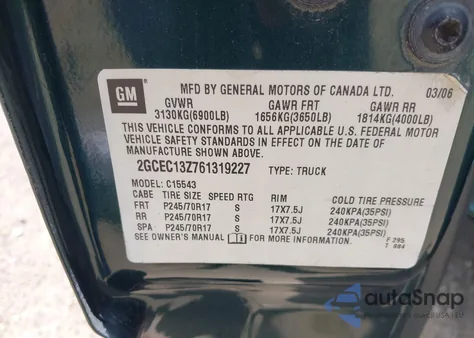 GM
MFD BY GENERAL MOTORS OF CANADA LTD. 03/06
GVWR GAWR FRT GAWR RR
3130KG(6900LB) 1656KG(3650LB) 1814KG(4000LB)
THIS VEHICLE CONFORMS TO ALL APPLICABLE U.S. FEDERAL MOTOR
VEHICLE SAFETY STANDARDS IN EFFECT ON THE DATE OF
MANUFACTURE SHOWN ABOVE.
2GCEC13Z761319227 TYPE: TRUCK
MODEL: C15543
TIRE SIZE SPEED RTG RIM COLD TIRE PRESSURE
FRT P245/70R17 S 17X7.5J 240KPA(35PSI)
RR P245/70R17 S 17X7.5J 240KPA(35PSI)
SPA P245/70R17 S 17X7.5J 240KPA(35PSI)
SEE OWNER'S MANUAL FOR MORE INFORMATION. F 295
T 884
autoSnap